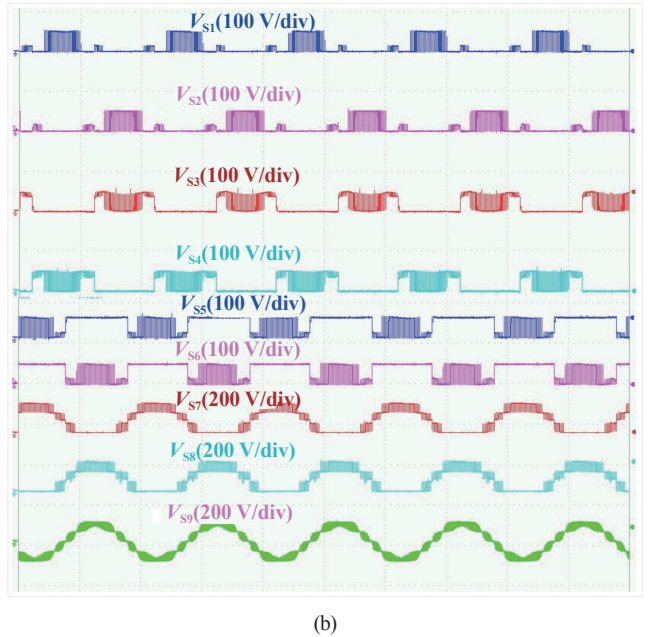 VS1(100 V/div)
VS2(100 V/div)
VS3(100 V/div)
VS4(100 V/div)
VS5(100 V/div)
VS6(100 V/div)
VS7(200 V/div)
VS8(200 V/div)
VS9(200 V/div)
(b)